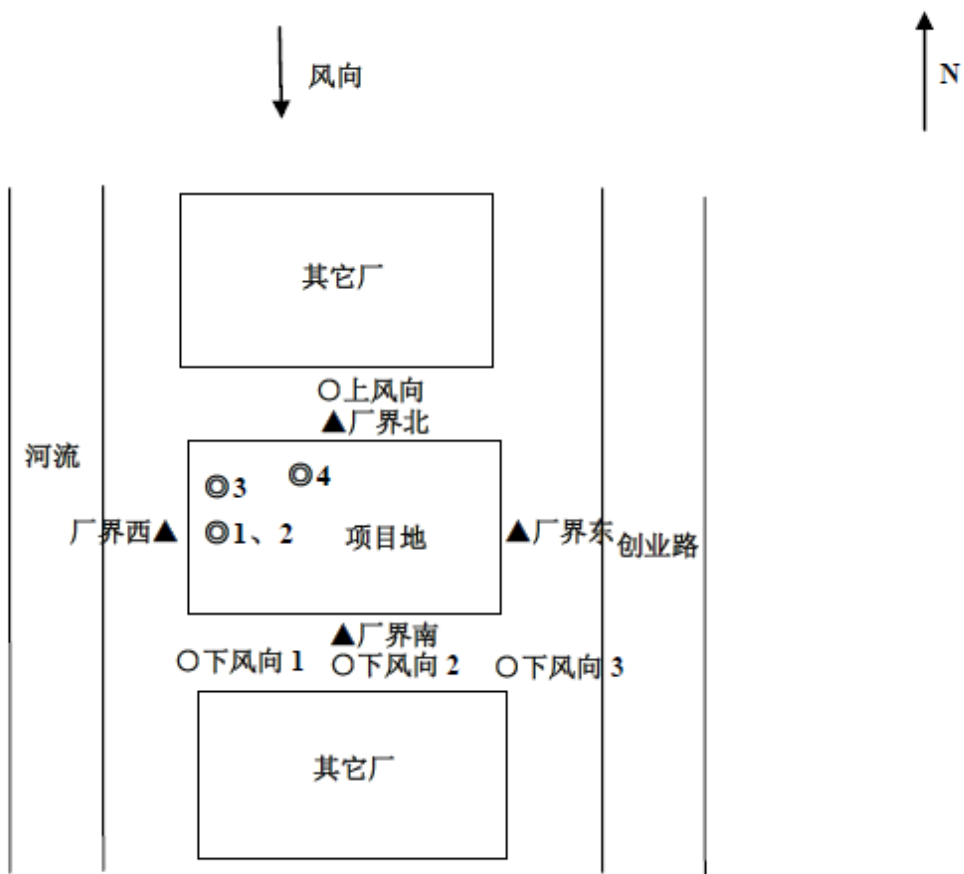 风向
N
其它厂
○上风向
▲厂界北
河流
◎3
◎4
厂界西▲
◎1、2
项目地
▲厂界东
创业路
▲厂界南
○下风向 1
○下风向 2
○下风向 3
其它厂